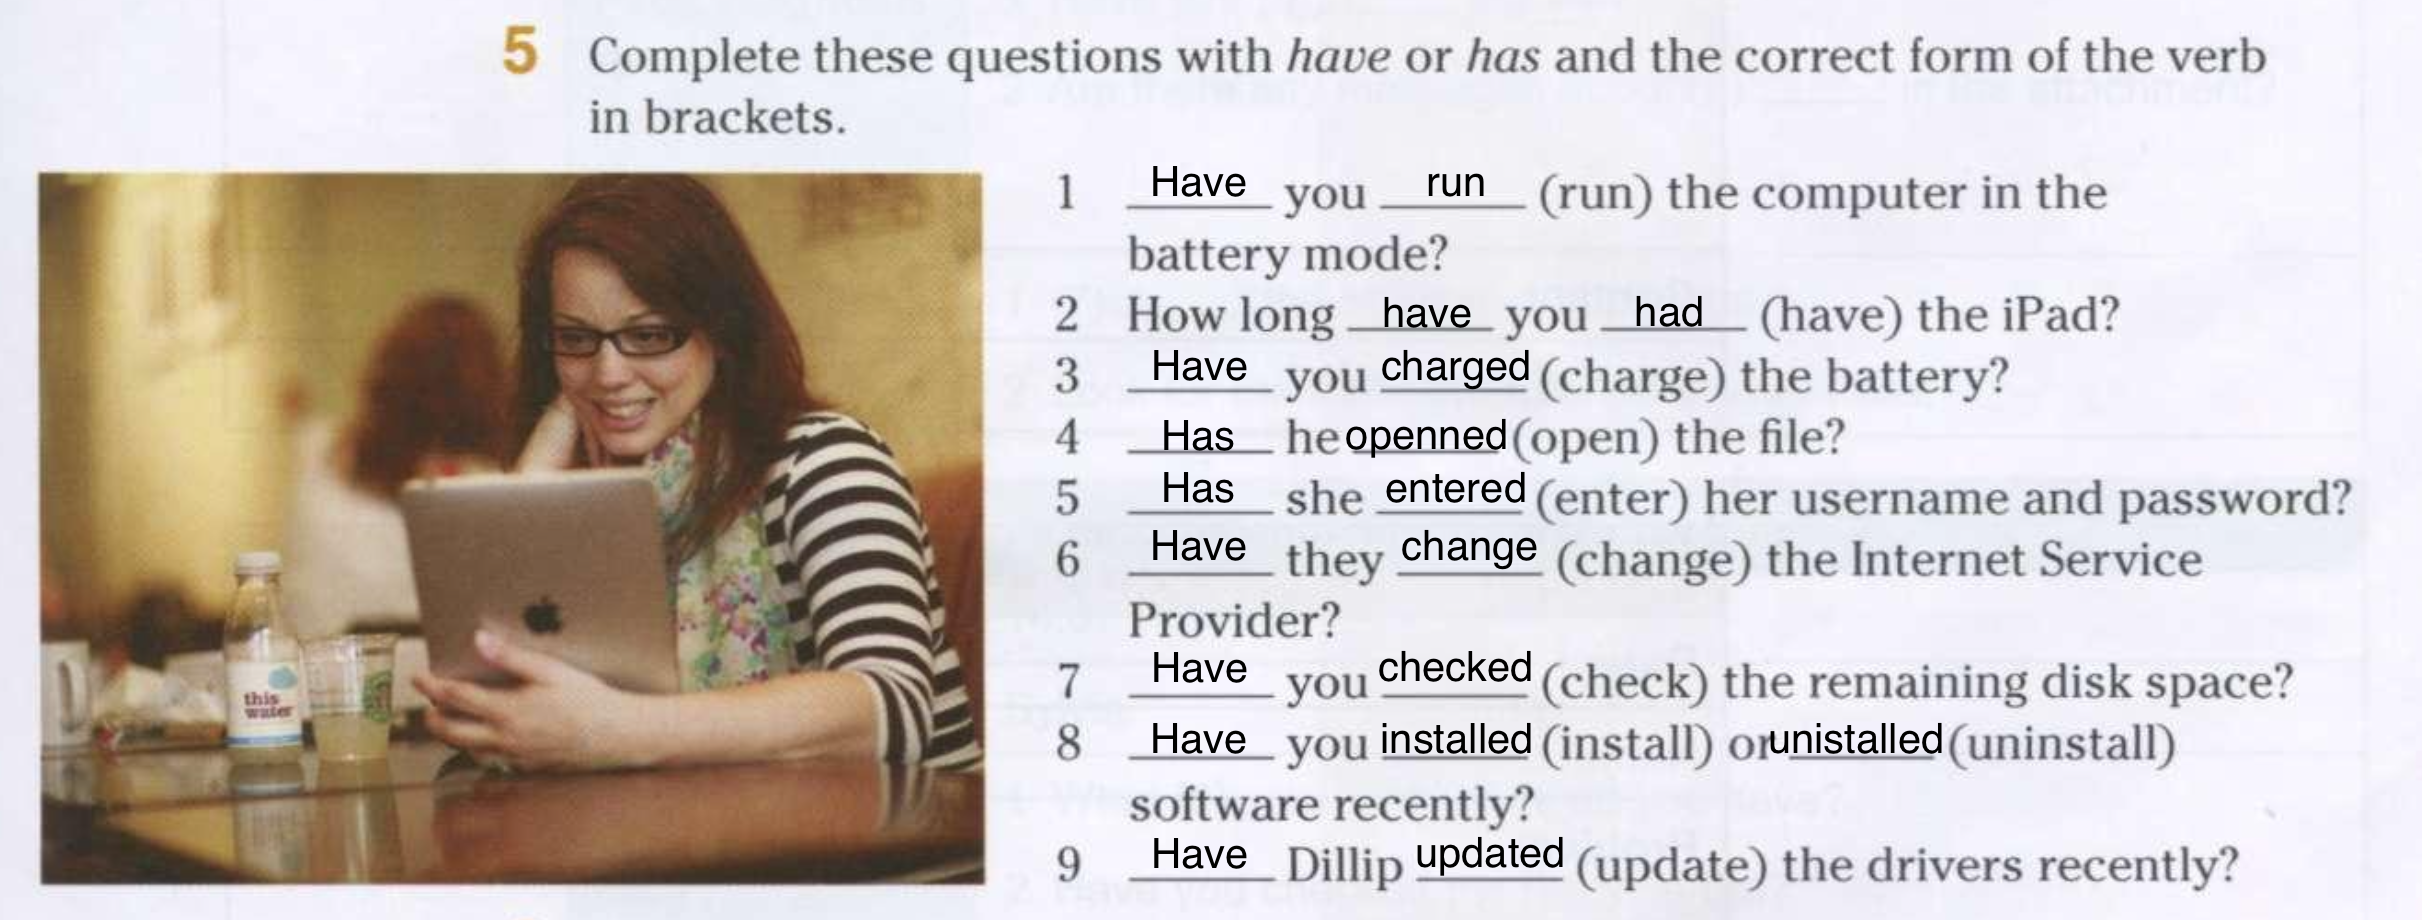 5 Complete these questions with have or has and the correct form of the verb
in brackets.
1 Have you run (run) the computer in the
battery mode?
2 How long have you had (have) the iPad?
3 Have you charged (charge) the battery?
4 Has he openned (open) the file?
5 Has she entered (enter) her username and password?
6 Have they change (change) the Internet Service
Provider?
7 Have you checked (check) the remaining disk space?
8 Have you installed (install) or unistalled (uninstall)
software recently?
9 Have Dillip updated (update) the drivers recently?
this
water